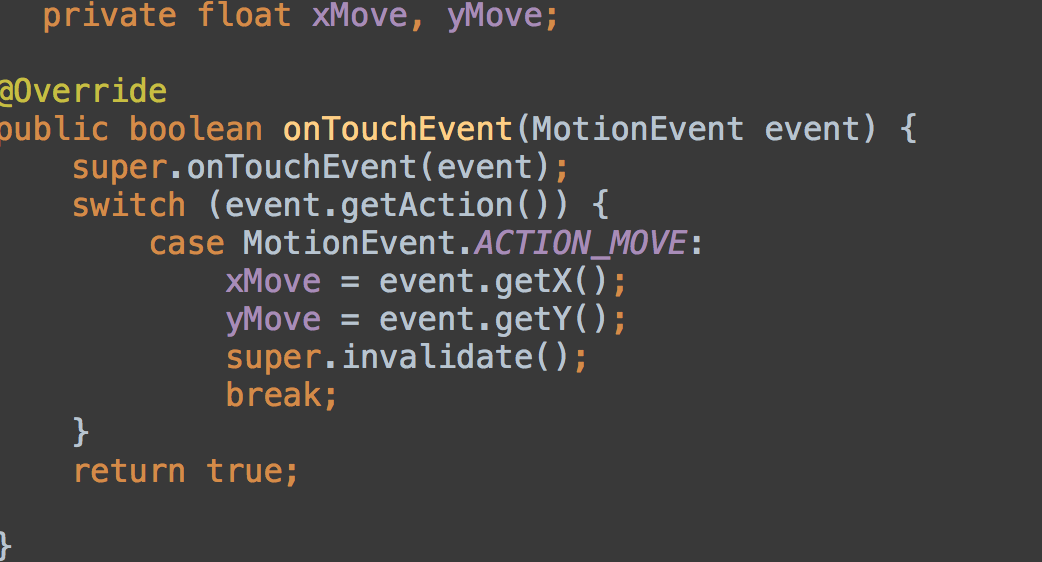 private float xMove, yMove;
@Override
public boolean onTouchEvent(MotionEvent event) {
super.onTouchEvent(event);
switch (event.getAction()) {
case MotionEvent.ACTION_MOVE:
xMove = event.getX();
yMove = event.getY();
super.invalidate();
break;
}
return true;
}